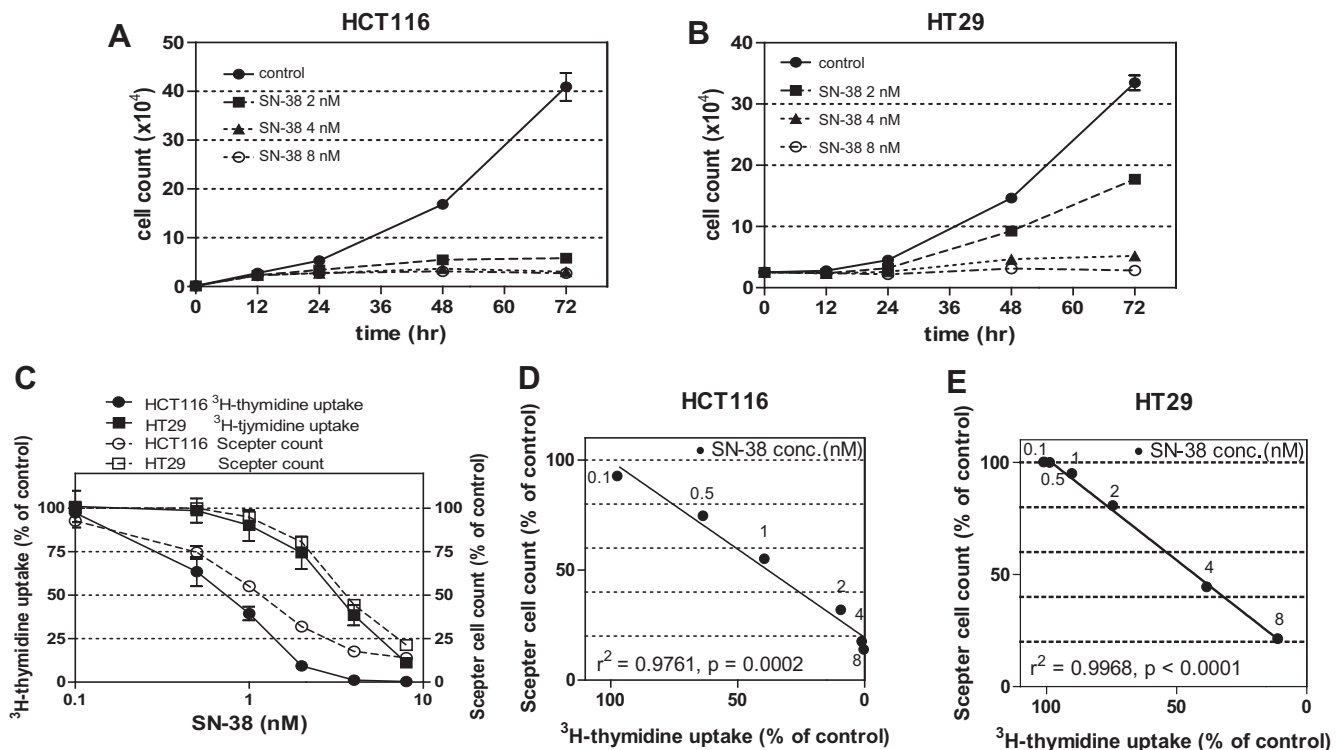 A
HCT116
control
SN-38 2 nM
SN-38 4 nM
SN-38 8 nM
cell count (x10⁴)
50
40
30
20
10
0
0 12 24 36 48 60 72
time (hr)
B
HT29
control
SN-38 2 nM
SN-38 4 nM
SN-38 8 nM
cell count (x10⁴)
40
30
20
10
0
0 12 24 36 48 60 72
time (hr)
C
HCT116 ³H-thymidine uptake
HT29 ³H-tjymidine uptake
HCT116 Scepter count
HT29 Scepter count
³H-thymidine uptake (% of control)
100
75
50
25
0
0.1 1 10
SN-38 (nM)
100
75
50
25
0
Scepter cell count (% of control)
D
HCT116
SN-38 conc.(nM)
Scepter cell count (% of control)
100
50
0
0.1
0.5
1
2
4
8
r² = 0.9761, p = 0.0002
100 50 0
³H-thymidine uptake (% of control)
E
HT29
SN-38 conc.(nM)
Scepter cell count (% of control)
100
50
0
0.1
0.5
1
2
4
8
r² = 0.9968, p < 0.0001
100 50 0
³H-thymidine uptake (% of control)